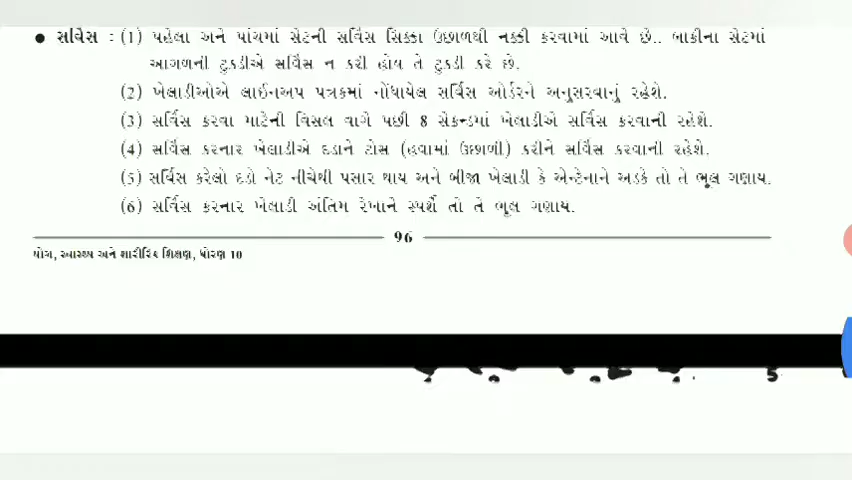 ● સર્વિસ : (1) પહેલા અને પાંચમાં સેટની સર્વિસ સિક્કા ઉછાળથી નક્કી કરવામાં આવે છે.. બાકીના સેટમાં
આગળની ટુકડીએ સર્વિસ ન કરી હોય તે ટુકડી કરે છે.
(2) ખેલાડીઓએ લાઈનઅપ પત્રકમાં નોંધાયેલ સર્વિસ ઓર્ડરને અનુસરવાનું રહેશે.
(3) સર્વિસ કરવા માટેની વિસલ વાગે પછી 8 સેકન્ડમાં ખેલાડીએ સર્વિસ કરવાની રહેશે.
(4) સર્વિસ કરનાર ખેલાડીએ દડાને ટોસ (હવામાં ઉછાળી) કરીને સર્વિસ કરવાની રહેશે.
(5) સર્વિસ કરેલો દડો નેટ નીચેથી પસાર થાય અને બીજા ખેલાડી કે એન્ટેનાને અડકે તો તે ભૂલ ગણાય.
(6) સર્વિસ કરનાર ખેલાડી અંતિમ રેખાને સ્પર્શે તો તે ભૂલ ગણાય.
96
યોગ, સ્વાસ્થ્ય અને શારીરિક શિક્ષણ, ધોરણ 10